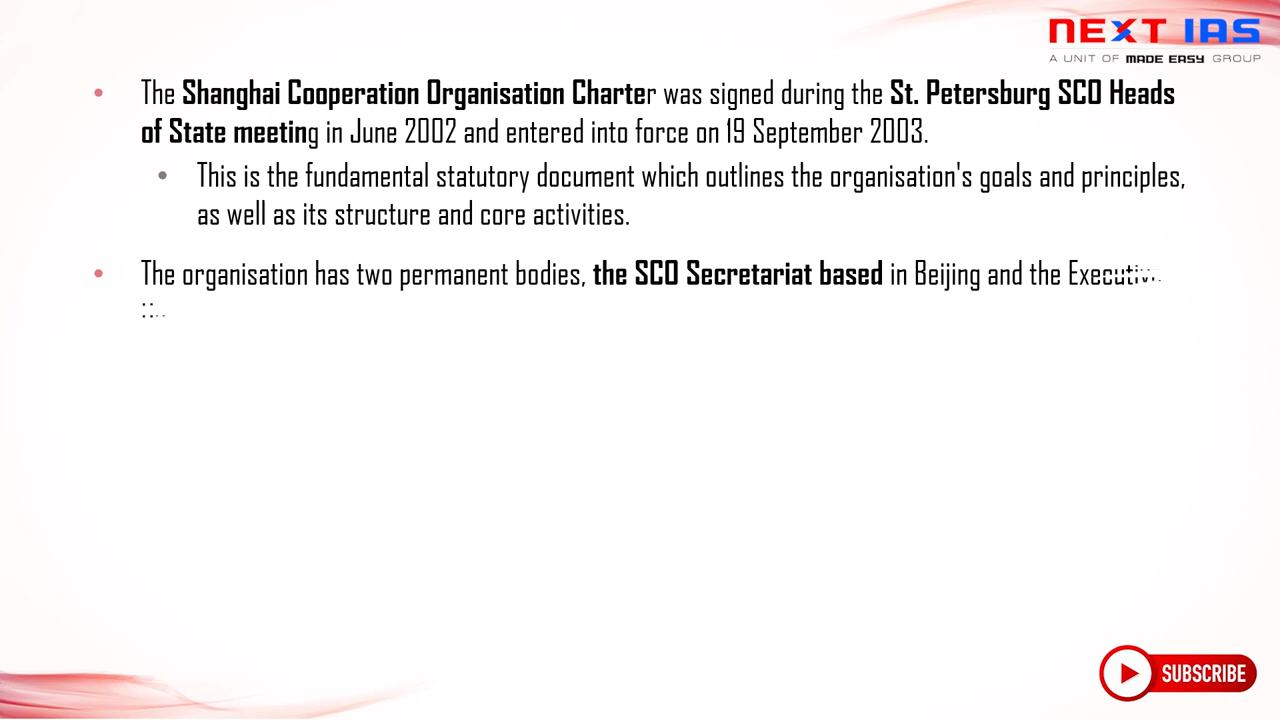 NEXT IAS
A UNIT OF MADE EASY GROUP
The Shanghai Cooperation Organisation Charter was signed during the St. Petersburg SCO Heads
of State meeting in June 2002 and entered into force on 19 September 2003.
This is the fundamental statutory document which outlines the organisation's goals and principles,
as well as its structure and core activities.
The organisation has two permanent bodies, the SCO Secretariat based in Beijing and the Executive
SUBSCRIBE